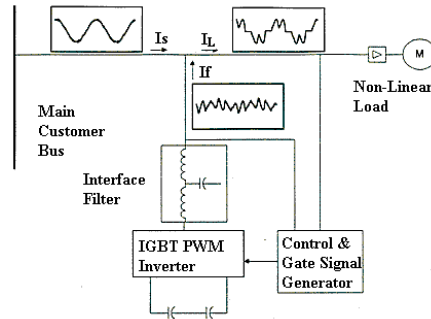 Is
IL
If
M
Non-Linear
Load
Main
Customer
Bus
Interface
Filter
IGBT PWM
Inverter
Control &
Gate Signal
Generator